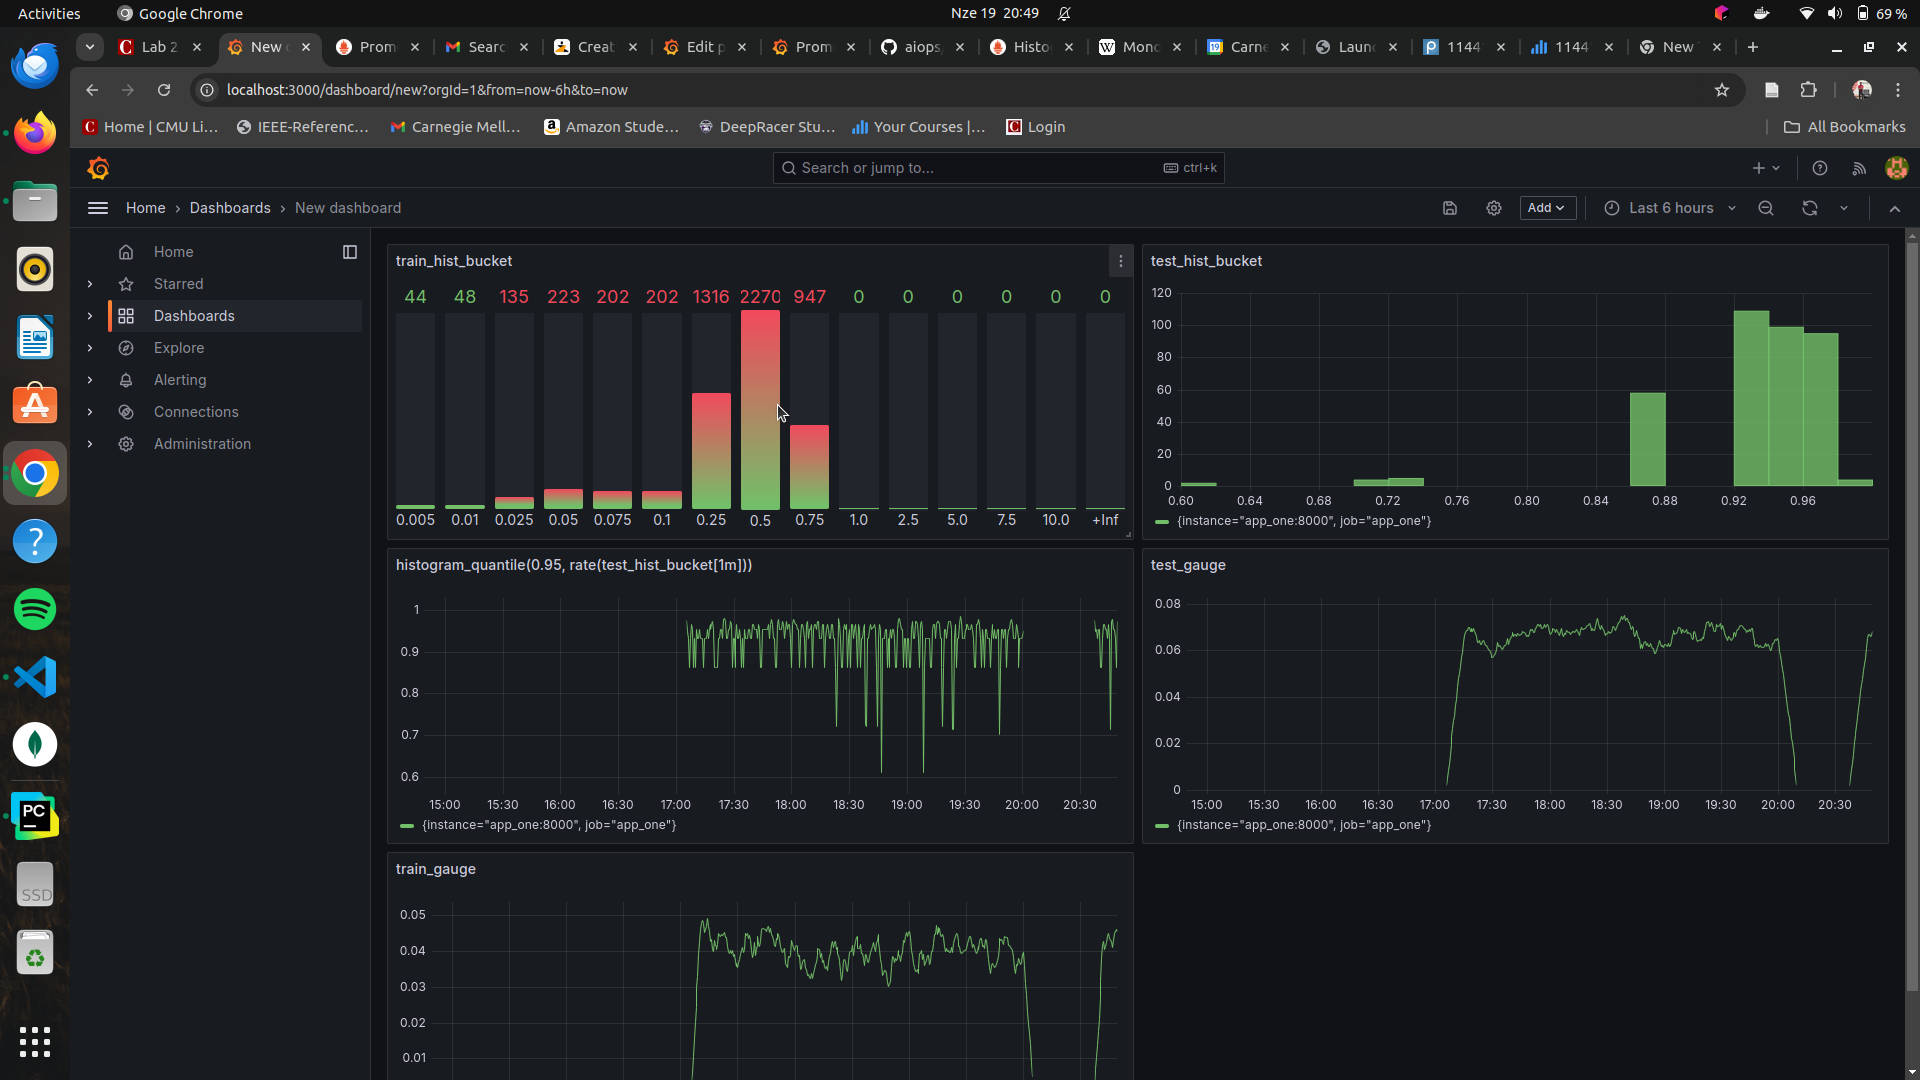 Activities
Google Chrome
Nze 19 20:49
69 %
Lab 2
New
Prom
Searc
Creat
Edit p
Prom
aiops
Histo
Mono
Carne
Laun
1144
1144
New
localhost:3000/dashboard/new?orgId=1&from=now-6h&to=now
Home | CMU Li...
IEEE-Referenc...
Carnegie Mell...
Amazon Stude...
DeepRacer Stu...
Your Courses |...
Login
All Bookmarks
Search or jump to...
ctrl+k
Home › Dashboards › New dashboard
Add
Last 6 hours
Home
Starred
Dashboards
Explore
Alerting
Connections
Administration
train_hist_bucket
44 48 135 223 202 202 1316 2270 947 0 0 0 0 0 0
0.005 0.01 0.025 0.05 0.075 0.1 0.25 0.5 0.75 1.0 2.5 5.0 7.5 10.0 +Inf
test_hist_bucket
120
100
80
60
40
20
0
0.60 0.64 0.68 0.72 0.76 0.80 0.84 0.88 0.92 0.96
{instance="app_one:8000", job="app_one"}
histogram_quantile(0.95, rate(test_hist_bucket[1m]))
1
0.9
0.8
0.7
0.6
15:00 15:30 16:00 16:30 17:00 17:30 18:00 18:30 19:00 19:30 20:00 20:30
{instance="app_one:8000", job="app_one"}
test_gauge
0.08
0.06
0.04
0.02
0
15:00 15:30 16:00 16:30 17:00 17:30 18:00 18:30 19:00 19:30 20:00 20:30
{instance="app_one:8000", job="app_one"}
train_gauge
0.05
0.04
0.03
0.02
0.01
PC
SSD